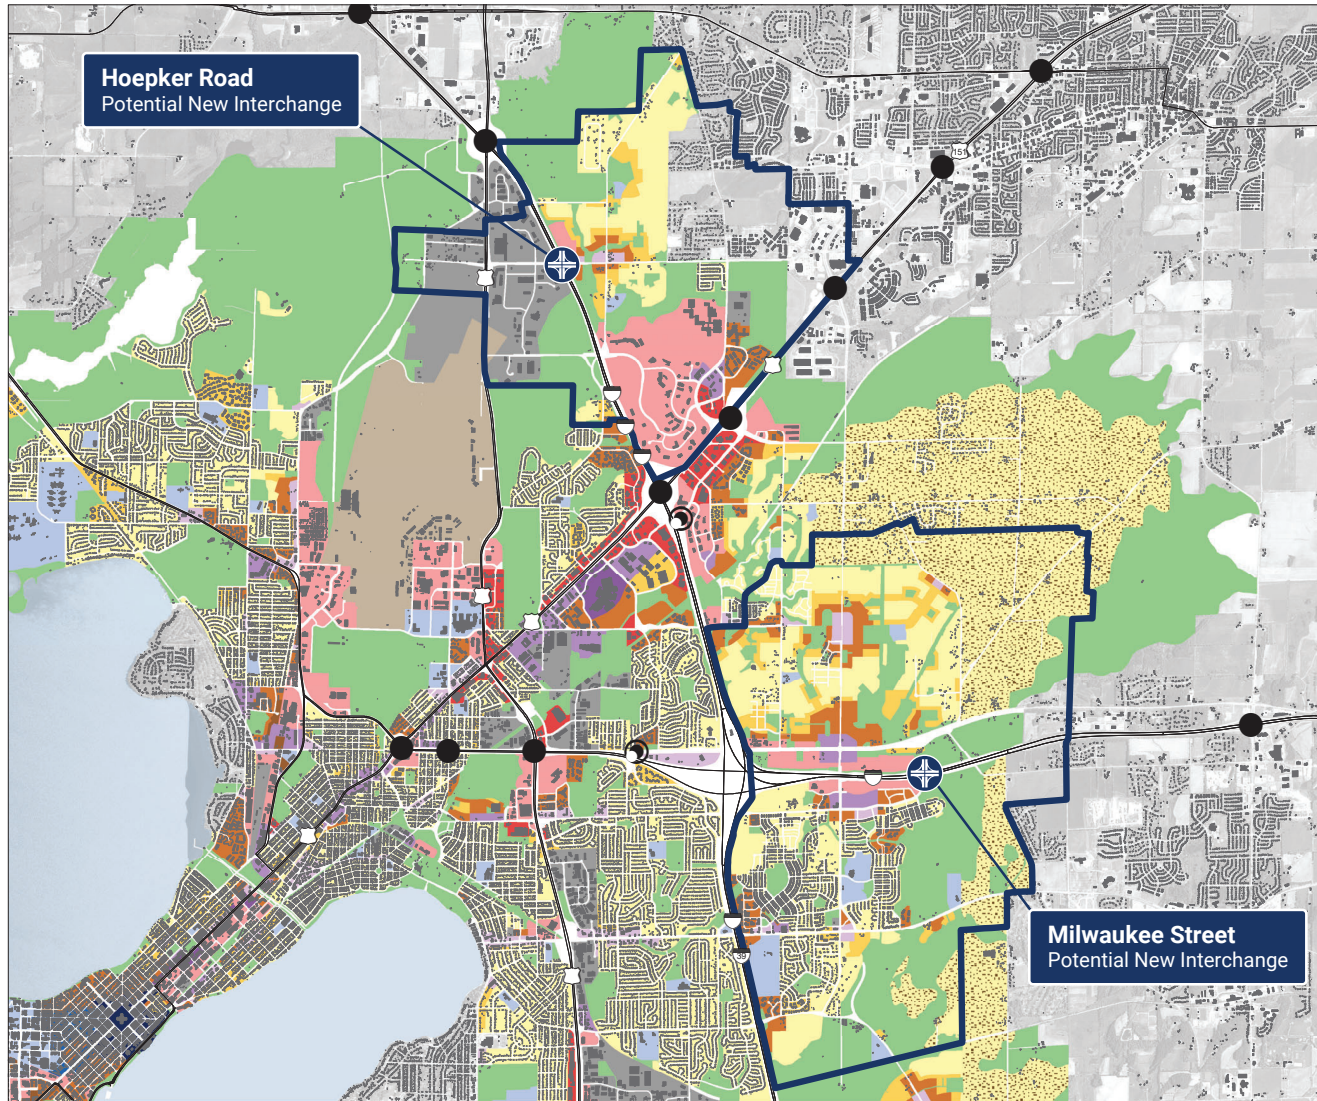 Hoepker Road
Potential New Interchange
151
39
Milwaukee Street
Potential New Interchange